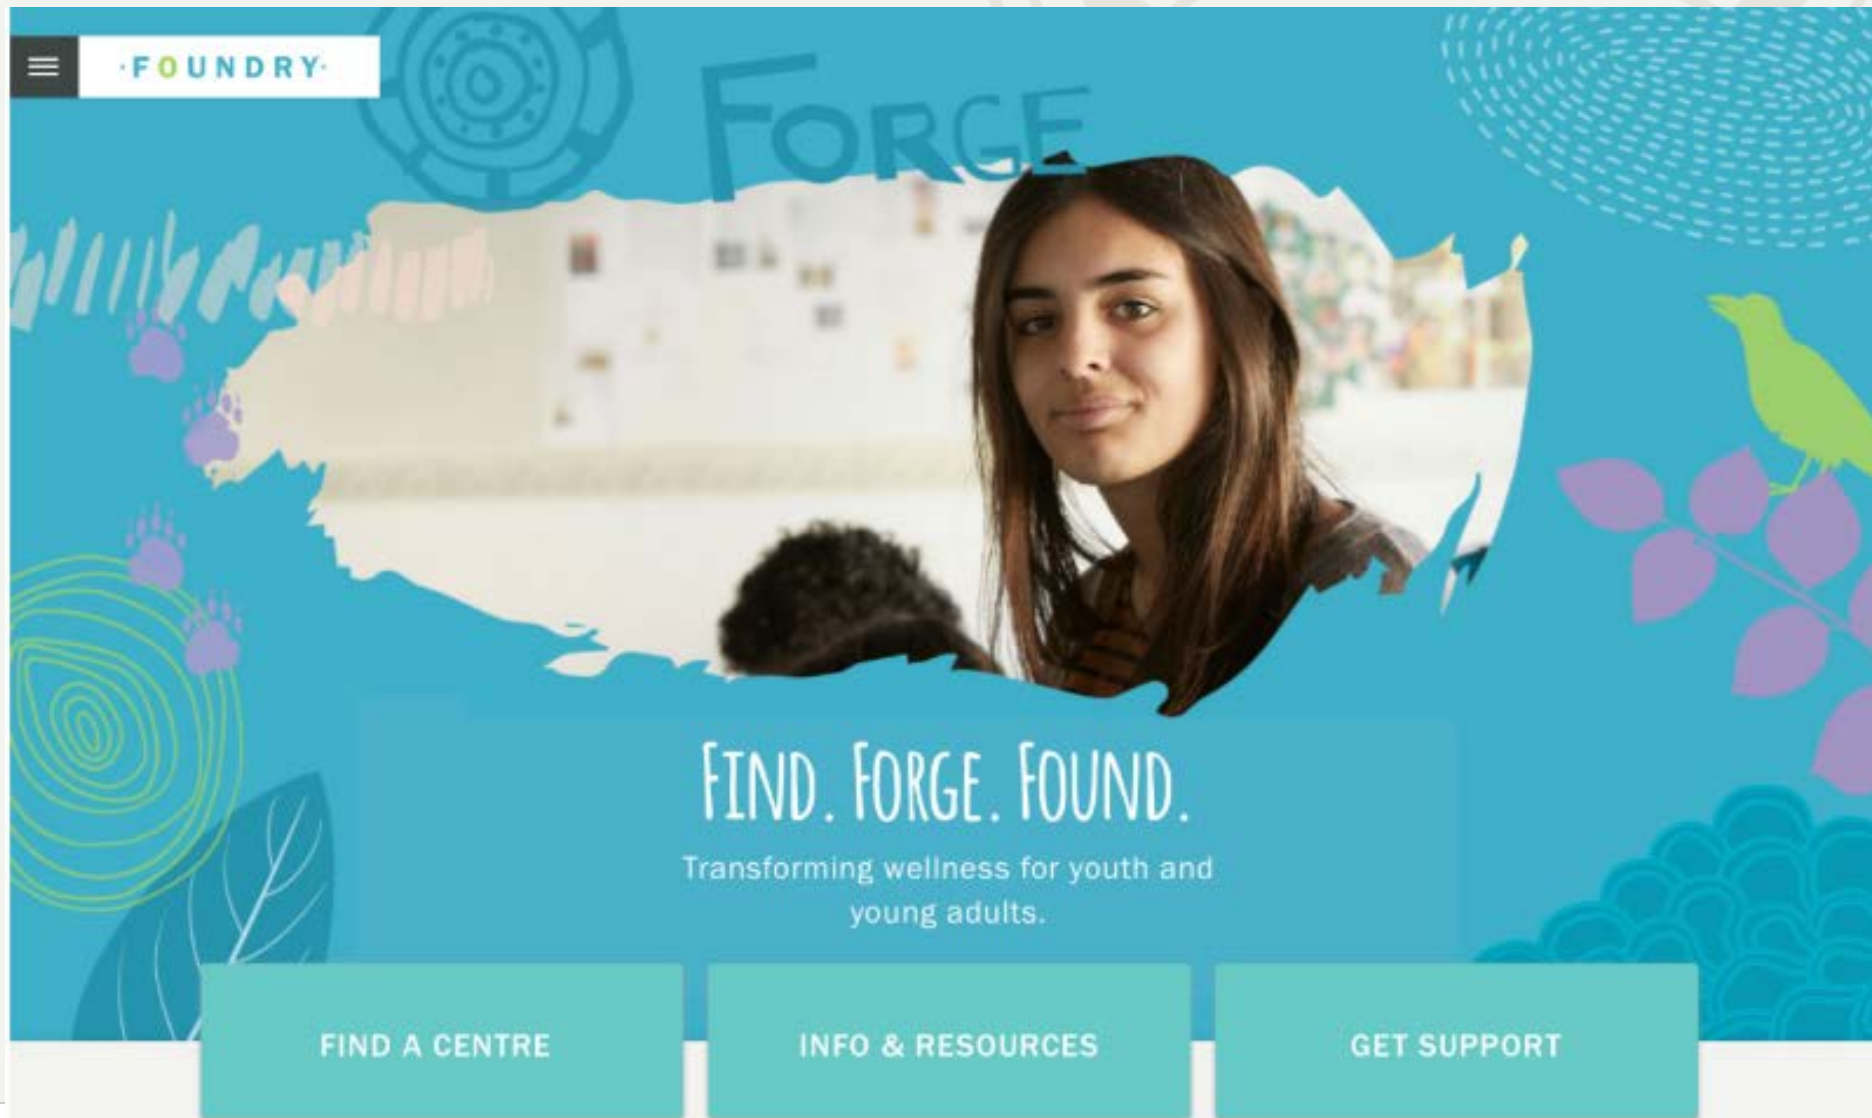 ·FOUNDRY·
FORGE
FIND. FORGE. FOUND.
Transforming wellness for youth and
young adults.
FIND A CENTRE
INFO & RESOURCES
GET SUPPORT